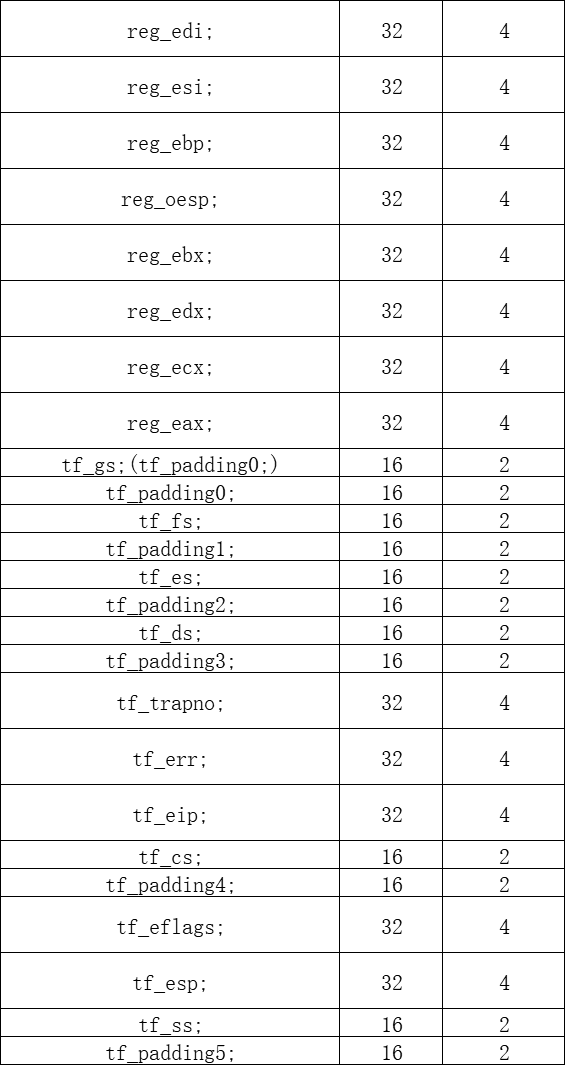 reg_edi; 32 4
reg_esi; 32 4
reg_ebp; 32 4
reg_oesp; 32 4
reg_ebx; 32 4
reg_edx; 32 4
reg_ecx; 32 4
reg_eax; 32 4
tf_gs;(tf_padding0;) 16 2
tf_padding0; 16 2
tf_fs; 16 2
tf_padding1; 16 2
tf_es; 16 2
tf_padding2; 16 2
tf_ds; 16 2
tf_padding3; 16 2
tf_trapno; 32 4
tf_err; 32 4
tf_eip; 32 4
tf_cs; 16 2
tf_padding4; 16 2
tf_eflags; 32 4
tf_esp; 32 4
tf_ss; 16 2
tf_padding5; 16 2